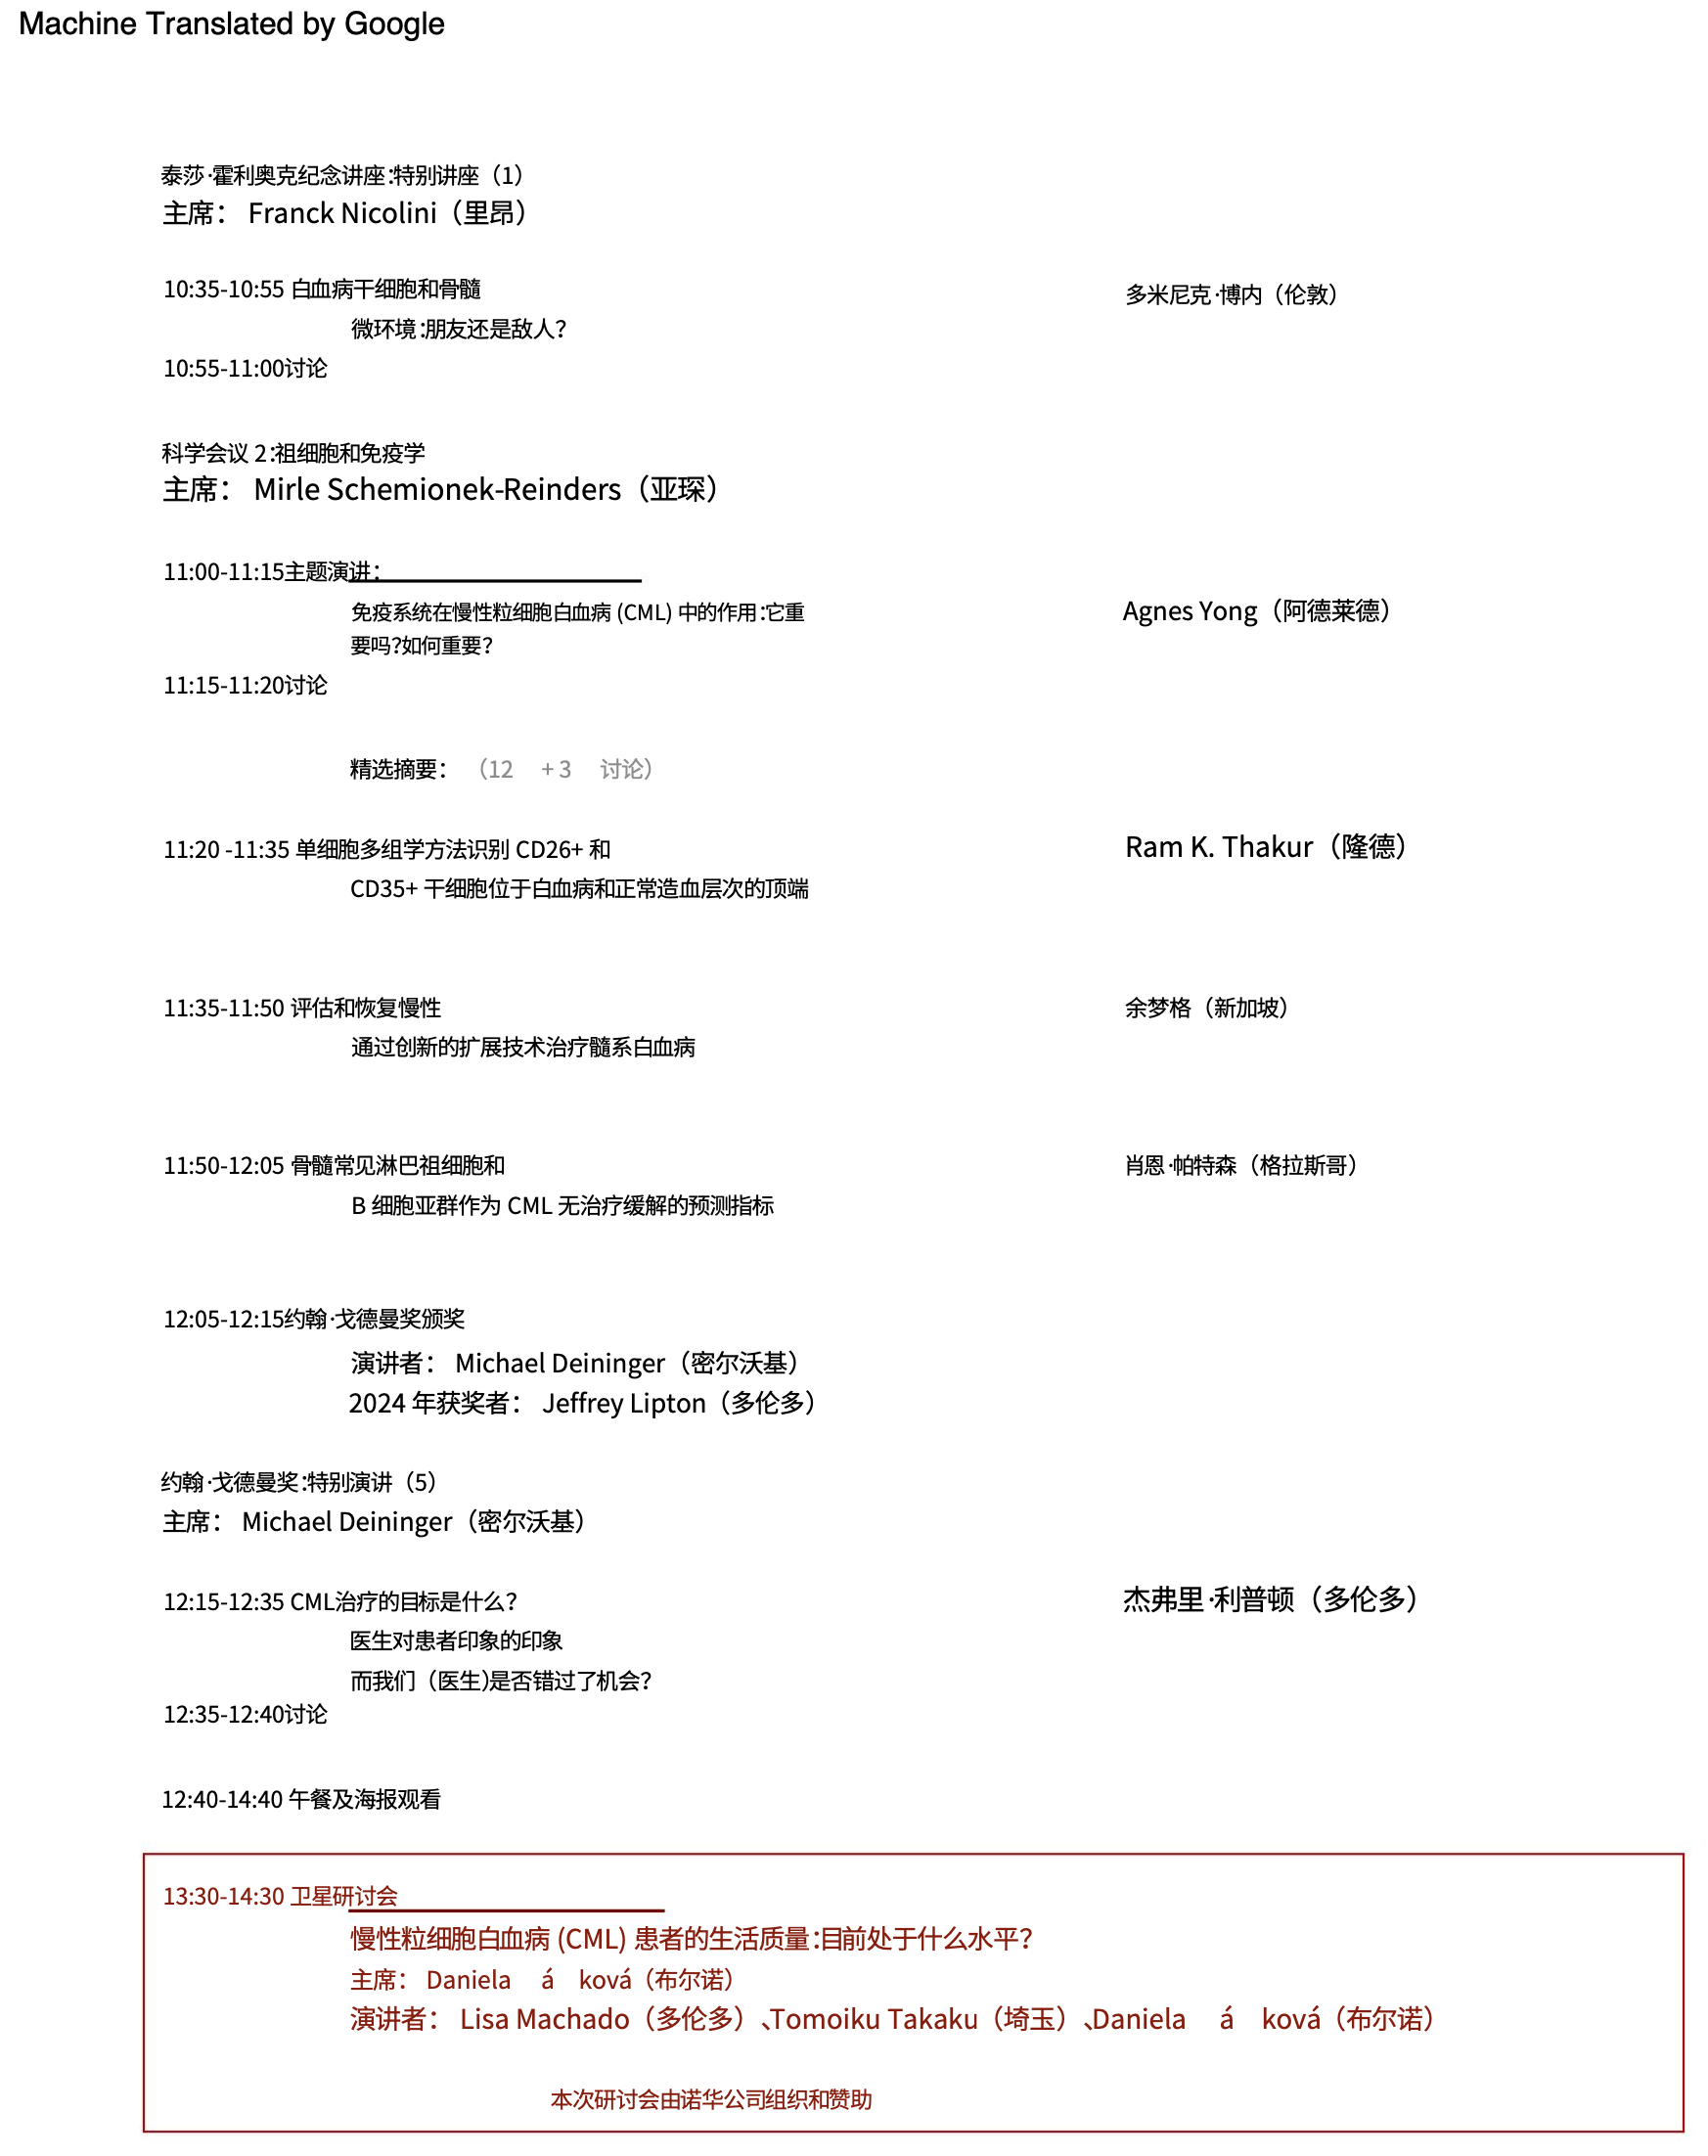 Machine Translated by Google
泰莎·霍利奥克纪念讲座:特别讲座（1）
主席： Franck Nicolini（里昂）
10:35-10:55 白血病干细胞和骨髓
多米尼克·博内（伦敦）
微环境:朋友还是敌人？
10:55-11:00讨论
科学会议 2:祖细胞和免疫学
主席： Mirle Schemionek-Reinders（亚琛）
11:00-11:15主题演讲：
免疫系统在慢性粒细胞白血病 (CML) 中的作用:它重
Agnes Yong（阿德莱德）
要吗?如何重要？
11:15-11:20讨论
精选摘要： （12 + 3 讨论）
11:20 -11:35 单细胞多组学方法识别 CD26+ 和
Ram K. Thakur（隆德）
CD35+ 干细胞位于白血病和正常造血层次的顶端
11:35-11:50 评估和恢复慢性
余梦格（新加坡）
通过创新的扩展技术治疗髓系白血病
11:50-12:05 骨髓常见淋巴祖细胞和
肖恩·帕特森（格拉斯哥）
B 细胞亚群作为 CML 无治疗缓解的预测指标
12:05-12:15约翰·戈德曼奖颁奖
演讲者： Michael Deininger（密尔沃基）
2024 年获奖者： Jeffrey Lipton（多伦多）
约翰·戈德曼奖:特别演讲（5）
主席： Michael Deininger（密尔沃基）
12:15-12:35 CML治疗的目标是什么？
杰弗里·利普顿（多伦多）
医生对患者印象的印象
而我们（医生)是否错过了机会？
12:35-12:40讨论
12:40-14:40 午餐及海报观看
13:30-14:30 卫星研讨会
慢性粒细胞白血病 (CML) 患者的生活质量:目前处于什么水平？
主席： Daniela á ková（布尔诺）
演讲者： Lisa Machado（多伦多）、Tomoiku Takaku（埼玉）、Daniela á ková（布尔诺）
本次研讨会由诺华公司组织和赞助